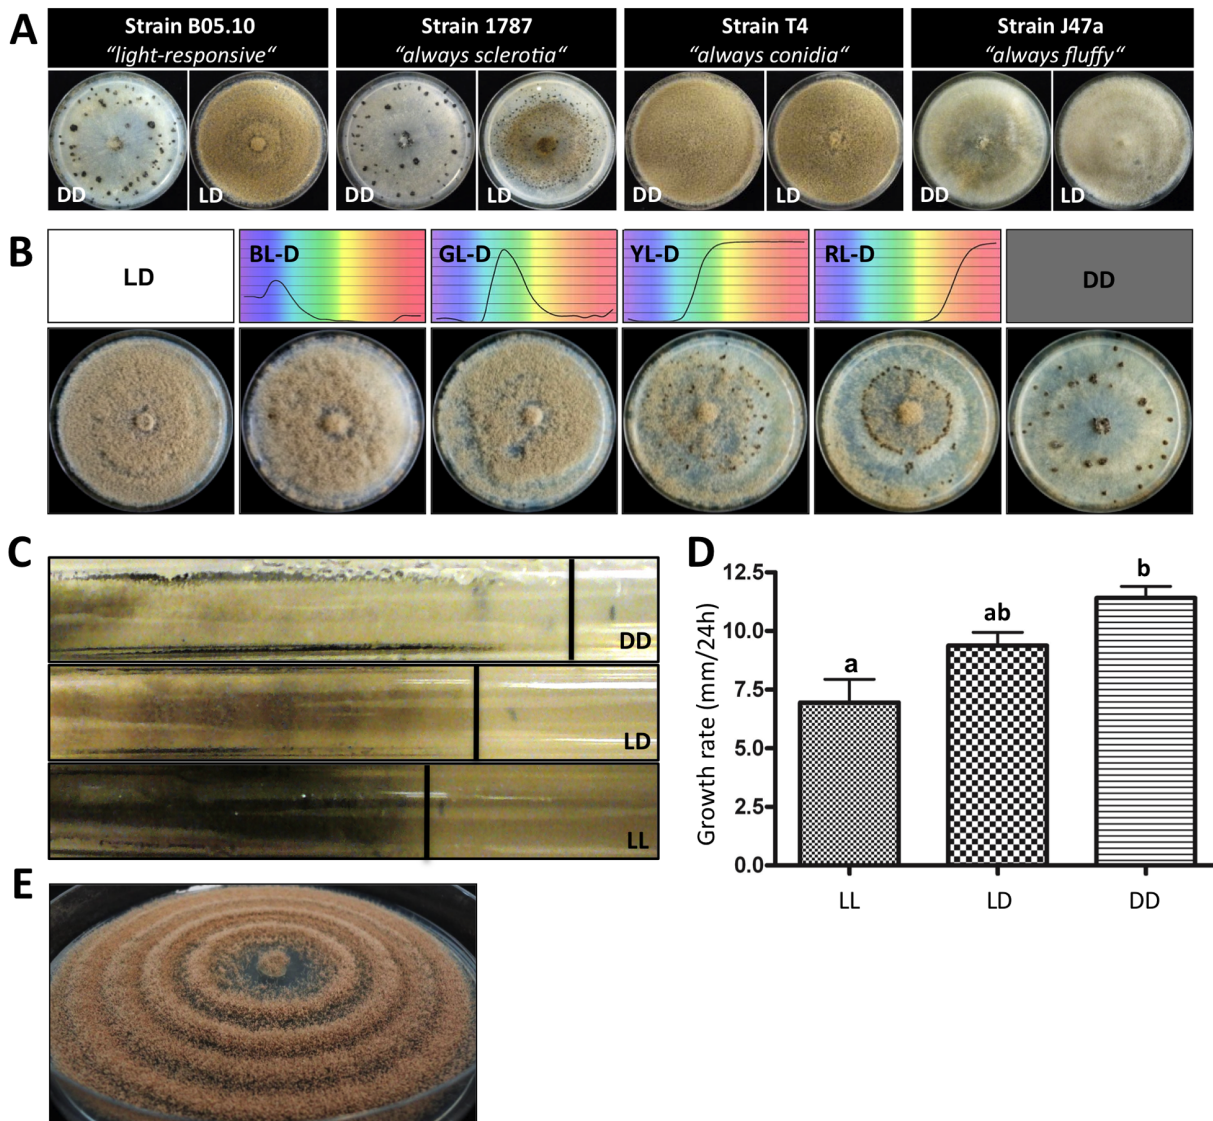 A
Strain B05.10
“light-responsive“
Strain 1787
“always sclerotia“
Strain T4
“always conidia“
Strain J47a
“always fluffy“
DD
LD
DD
LD
DD
LD
DD
LD
B
LD
BL-D
GL-D
YL-D
RL-D
DD
C
DD
LD
LL
D
Growth rate (mm/24h)
12.5
10.0
7.5
5.0
2.5
0.0
a
ab
b
LL
LD
DD
E